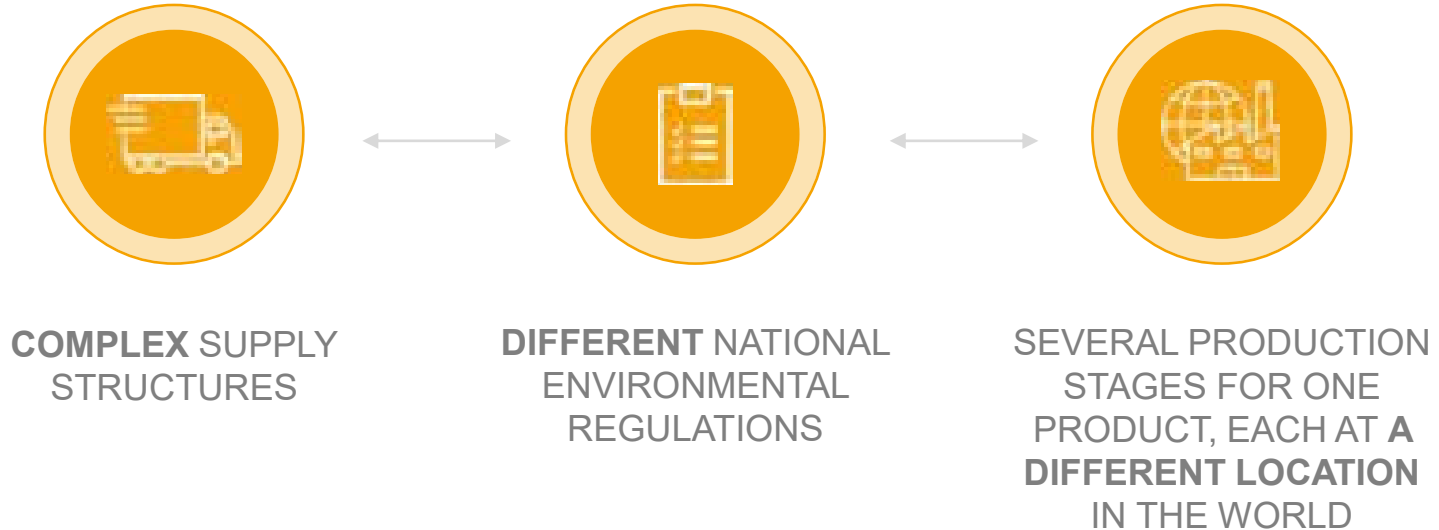 COMPLEX SUPPLY
STRUCTURES
DIFFERENT NATIONAL
ENVIRONMENTAL
REGULATIONS
SEVERAL PRODUCTION
STAGES FOR ONE
PRODUCT, EACH AT A
DIFFERENT LOCATION
IN THE WORLD